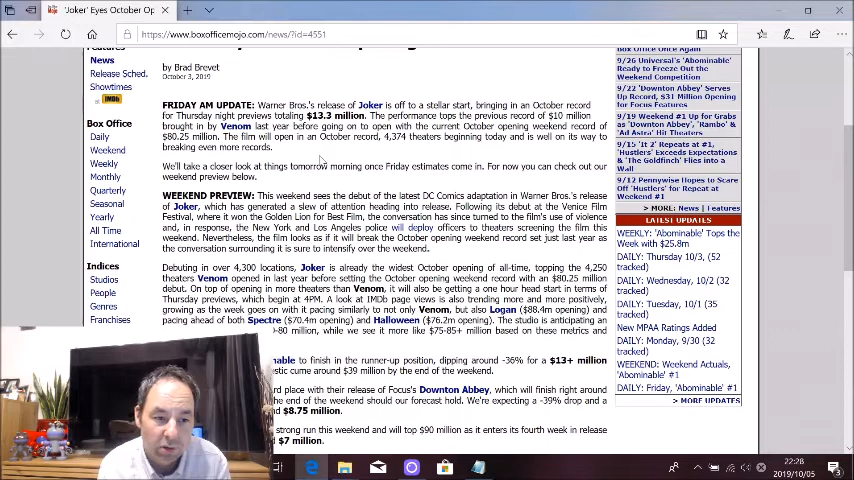 'Joker' Eyes October Op
https://www.boxofficemojo.com/news/?id=4551
Features
News
Release Sched.
Showtimes
at IMDb
Box Office
Daily
Weekend
Weekly
Monthly
Quarterly
Seasonal
Yearly
All Time
International
Indices
Studios
People
Genres
Franchises
by Brad Brevet
October 3, 2019
FRIDAY AM UPDATE: Warner Bros.'s release of Joker is off to a stellar start, bringing in an October record
for Thursday night previews totaling $13.3 million. The performance tops the previous record of $10 million
brought in by Venom last year before going on to open with the current October opening weekend record of
$80.25 million. The film will open in an October record, 4,374 theaters beginning today and is well on its way to
breaking even more records.
We'll take a closer look at things tomorrow morning once Friday estimates come in. For now you can check out our
weekend preview below.
WEEKEND PREVIEW: This weekend sees the debut of the latest DC Comics adaptation in Warner Bros.'s release
of Joker, which has generated a slew of attention heading into release. Following its debut at the Venice Film
Festival, where it won the Golden Lion for Best Film, the conversation has since turned to the film's use of violence
and, in response, the New York and Los Angeles police will deploy officers to theaters screening the film this
weekend. Nevertheless, the film looks as if it will break the October opening weekend record set just last year as
the conversation surrounding it is sure to intensify over the weekend.
Debuting in over 4,300 locations, Joker is already the widest October opening of all-time, topping the 4,250
theaters Venom opened in last year before setting the October opening weekend record with an $80.25 million
debut. On top of opening in more theaters than Venom, it will also be getting a one hour head start in terms of
Thursday previews, which begin at 4PM. A look at IMDb page views is also trending more and more positively,
growing as the week goes on with it pacing similarly to not only Venom, but also Logan ($88.4m opening) and
pacing ahead of both Spectre ($70.4m opening) and Halloween ($76.2m opening). The studio is anticipating an
-80 million, while we see it more like $75-85+ million based on these metrics and
nable to finish in the runner-up position, dipping around -36% for a $13+ million
estic cume around $39 million by the end of the weekend.
rd place with their release of Focus's Downton Abbey, which will finish right around
he end of the weekend should our forecast hold. We're expecting a -39% drop and a
$8.75 million.
strong run this weekend and will top $90 million as it enters its fourth week in release
$7 million.
Box Office Once Again
9/26 Universal's 'Abominable'
Ready to Freeze Out the
Weekend Competition
9/22 'Downton Abbey' Serves
Up Record, $31 Million Opening
for Focus Features
9/19 Weekend #1 Up for Grabs
as 'Downton Abbey', 'Rambo' &
'Ad Astra' Hit Theaters
9/15 'It 2' Repeats at #1,
'Hustlers' Exceeds Expectations
& 'The Goldfinch' Flies into a
Wall
9/12 Pennywise Hopes to Scare
Off 'Hustlers' for Repeat at
Weekend #1
> MORE: News | Features
LATEST UPDATES
WEEKLY: 'Abominable' Tops the
Week with $25.8m
DAILY: Thursday 10/3, (52
tracked)
DAILY: Wednesday, 10/2 (32
tracked)
DAILY: Tuesday, 10/1 (35
tracked)
New MPAA Ratings Added
DAILY: Monday, 9/30 (32
tracked)
WEEKEND: Weekend Actuals,
'Abominable' #1
DAILY: Friday, 'Abominable' #1
> MORE UPDATES
22:28
2019/10/05